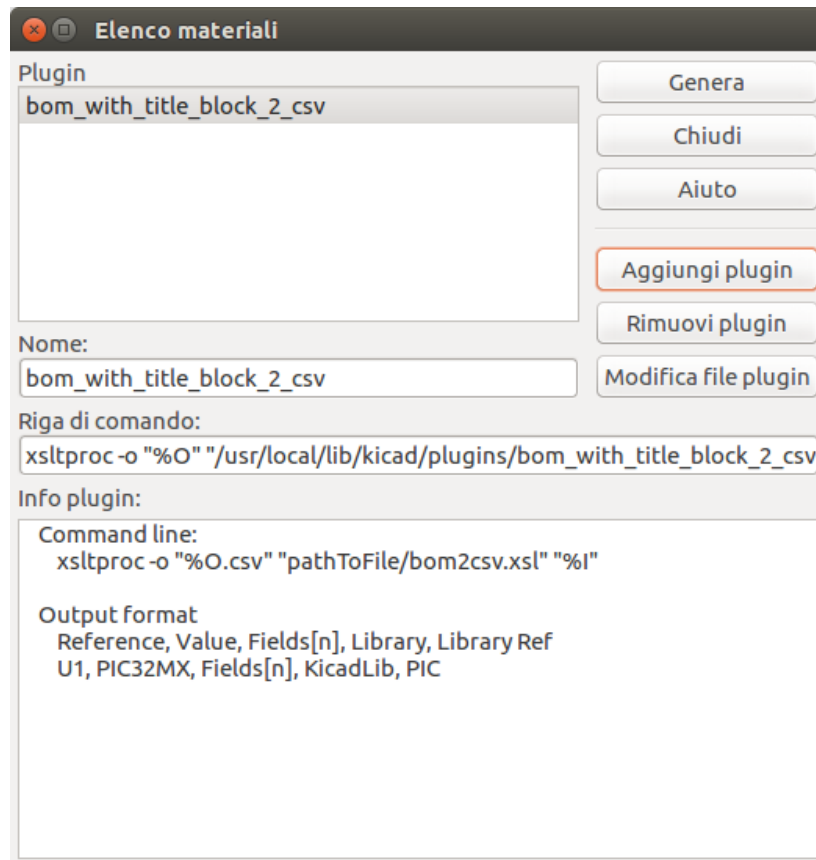 Elenco materiali
Plugin
bom_with_title_block_2_csv
Genera
Chiudi
Aiuto
Aggiungi plugin
Rimuovi plugin
Modifica file plugin
Nome:
bom_with_title_block_2_csv
Riga di comando:
xsltproc -o "%O" "/usr/local/lib/kicad/plugins/bom_with_title_block_2_csv
Info plugin:
Command line:
xsltproc -o "%O.csv" "pathToFile/bom2csv.xsl" "%I"
Output format
Reference, Value, Fields[n], Library, Library Ref
U1, PIC32MX, Fields[n], KicadLib, PIC